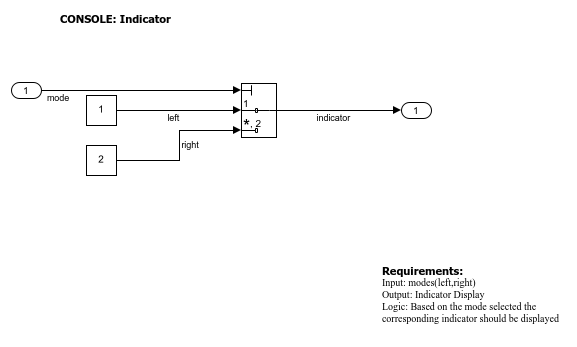 CONSOLE: Indicator
1
mode
1
left
1
*, 2
indicator
1
right
2
Requirements:
Input: modes(left,right)
Output: Indicator Display
Logic: Based on the mode selected the
corresponding indicator should be displayed